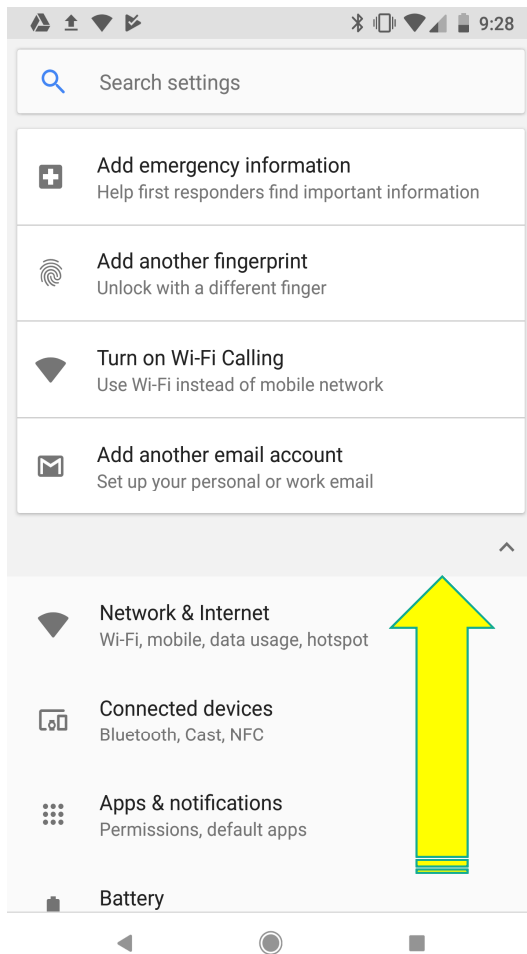 9:28
Search settings
Add emergency information
Help first responders find important information
Add another fingerprint
Unlock with a different finger
Turn on Wi-Fi Calling
Use Wi-Fi instead of mobile network
Add another email account
Set up your personal or work email
Network & Internet
Wi-Fi, mobile, data usage, hotspot
Connected devices
Bluetooth, Cast, NFC
Apps & notifications
Permissions, default apps
Battery